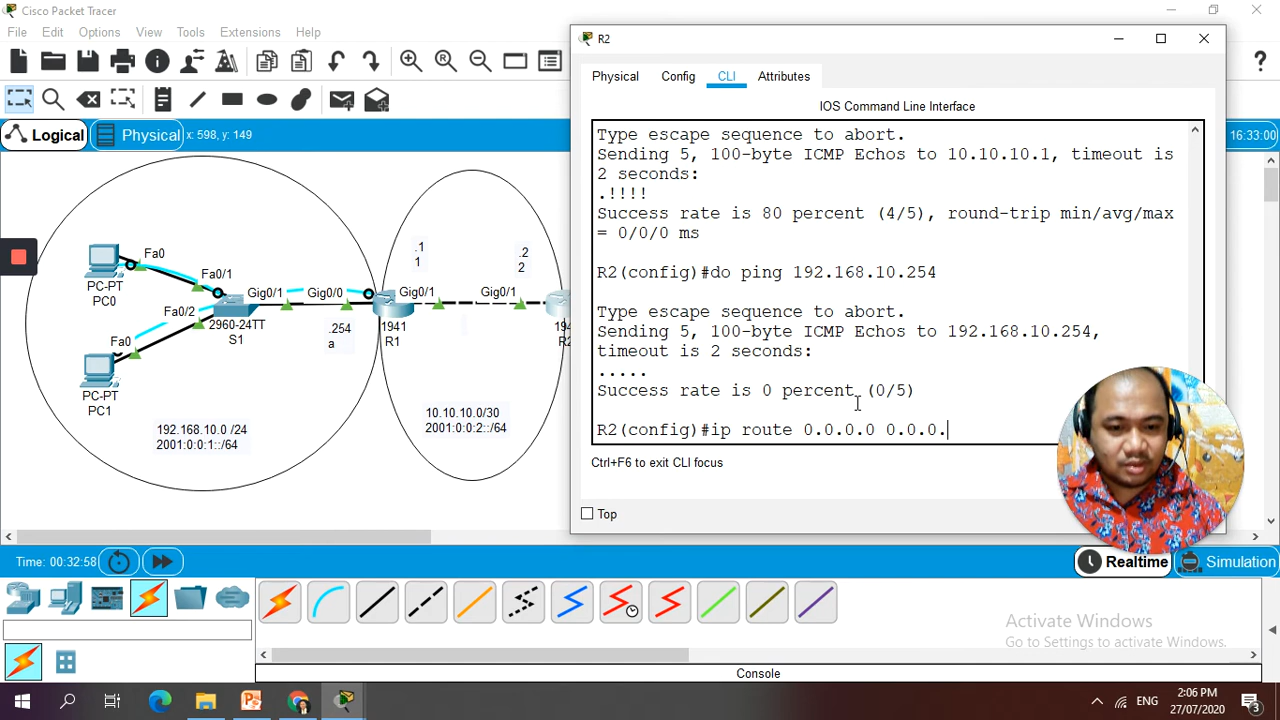 Cisco Packet Tracer
File Edit Options View Tools Extensions Help
Logical Physical x: 598, y: 149
16:33:00
R2
Physical Config CLI Attributes
IOS Command Line Interface
Type escape sequence to abort.
Sending 5, 100-byte ICMP Echos to 10.10.10.1, timeout is
2 seconds:
.!!!!
Success rate is 80 percent (4/5), round-trip min/avg/max
= 0/0/0 ms
R2(config)#do ping 192.168.10.254
Type escape sequence to abort.
Sending 5, 100-byte ICMP Echos to 192.168.10.254,
timeout is 2 seconds:
.....
Success rate is 0 percent (0/5)
R2(config)#ip route 0.0.0.0 0.0.0.
Ctrl+F6 to exit CLI focus
Top
Fa0
PC-PT
PC0
Fa0/1
Fa0/2
Fa0
PC-PT
PC1
Gig0/1
2960-24TT
S1
Gig0/0
.254
a
1941
R1
.1
1
Gig0/1
.2
2
Gig0/1
194
R2
192.168.10.0 /24
2001:0:0:1::/64
10.10.10.0/30
2001:0:0:2::/64
Time: 00:32:58
Realtime Simulation
Activate Windows
Go to Settings to activate Windows.
Console
ENG
2:06 PM
27/07/2020
3